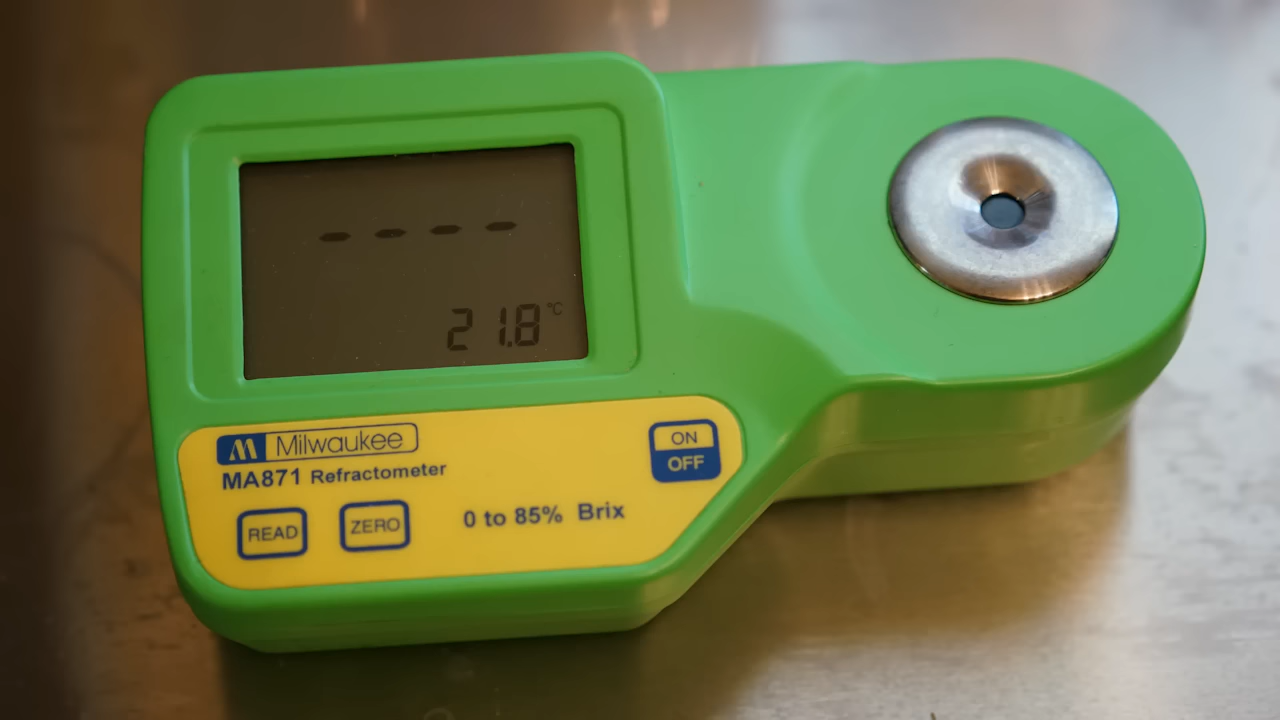 - - - -
21.8 °C
Milwaukee
MA871 Refractometer
ON
OFF
READ
ZERO
0 to 85% Brix